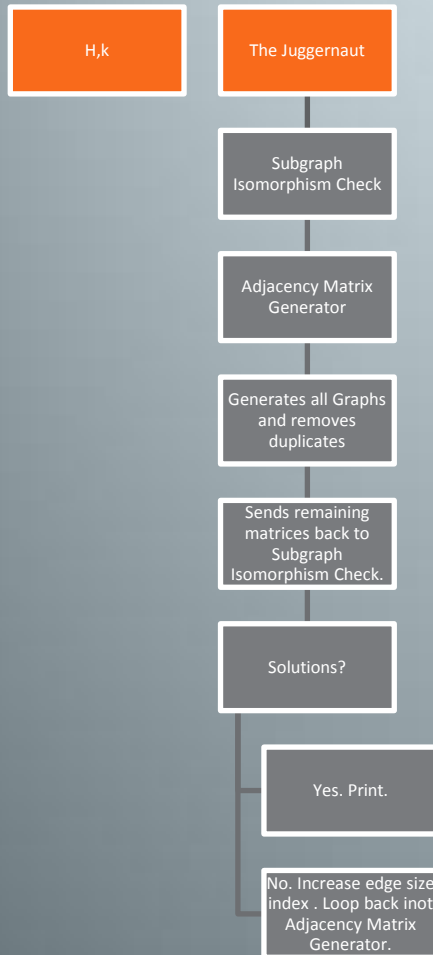 H,k
The Juggernaut
Subgraph
Isomorphism Check
Adjacency Matrix
Generator
Generates all Graphs
and removes
duplicates
Sends remaining
matrices back to
Subgraph
Isomorphism Check.
Solutions?
Yes. Print.
No. Increase edge size
index . Loop back inot
Adjacency Matrix
Generator.